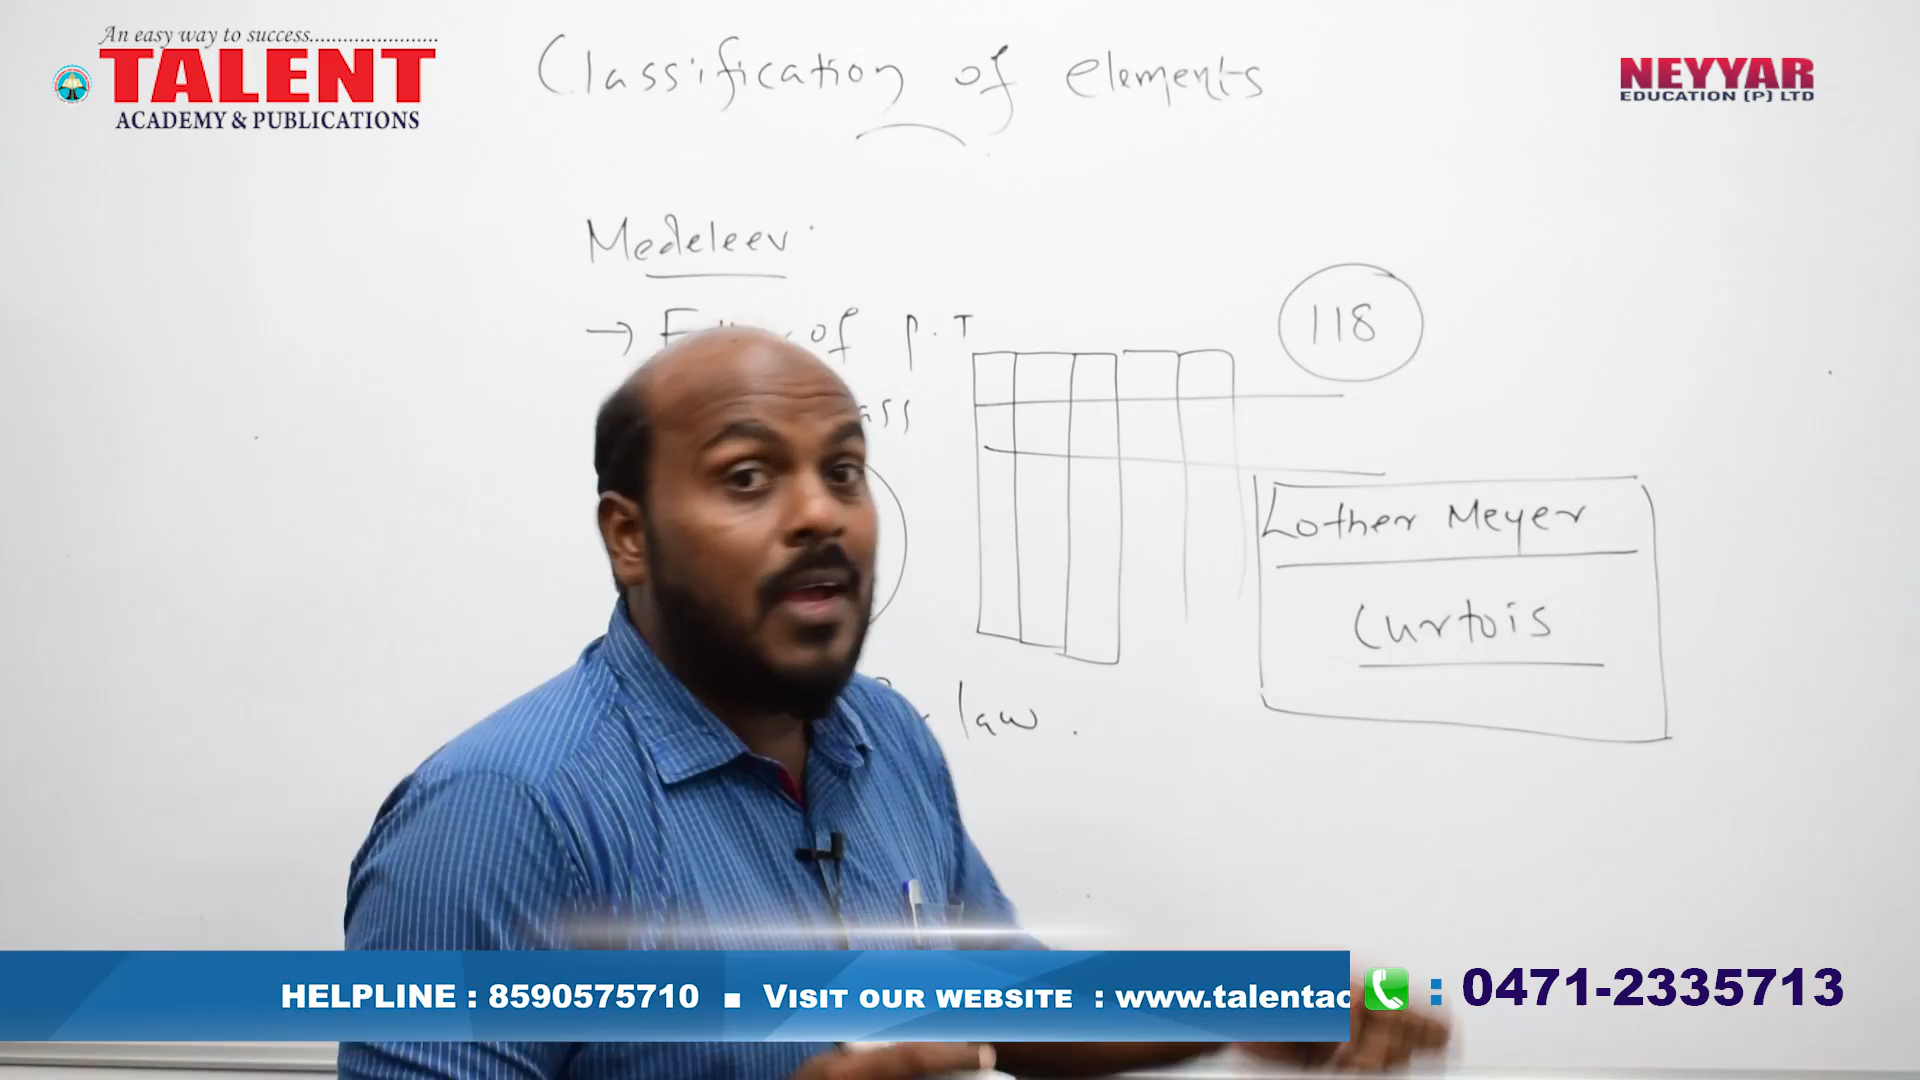 An easy way to success......................
TALENT
ACADEMY & PUBLICATIONS
NEYYAR
EDUCATION (P) LTD
Classification of elements
Medeleev
→ of P.T
118
Lother Meyer
Curtois
law.
HELPLINE : 8590575710 ▪ VISIT OUR WEBSITE : www.talentac
: 0471-2335713